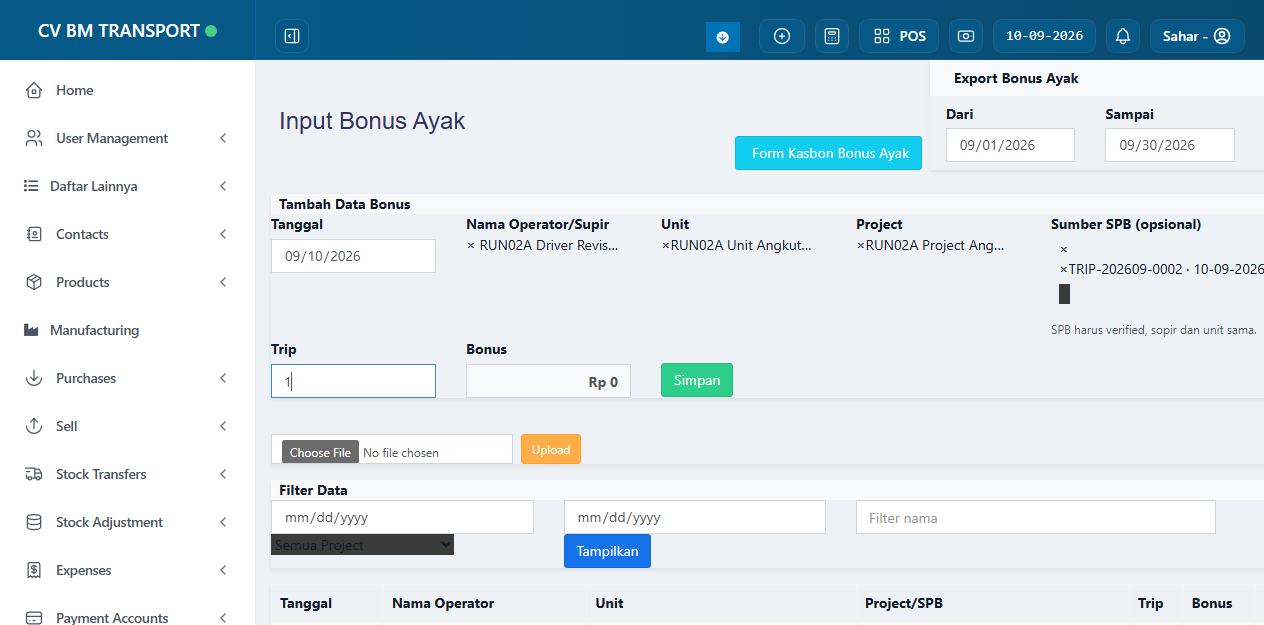 CV BM TRANSPORT
POS
10-09-2026
Sahar -
Home
User Management
Daftar Lainnya
Contacts
Products
Manufacturing
Purchases
Sell
Stock Transfers
Stock Adjustment
Expenses
Payment Accounts
Input Bonus Ayak
Form Kasbon Bonus Ayak
Export Bonus Ayak
Dari
Sampai
09/01/2026
09/30/2026
Tambah Data Bonus
Tanggal
Nama Operator/Supir
Unit
Project
Sumber SPB (opsional)
09/10/2026
× RUN02A Driver Revis...
×RUN02A Unit Angkut...
×RUN02A Project Ang...
×
×TRIP-202609-0002 · 10-09-2026
SPB harus verified, sopir dan unit sama.
Trip
Bonus
1
Rp 0
Simpan
Choose File No file chosen
Upload
Filter Data
mm/dd/yyyy
mm/dd/yyyy
Filter nama
Semua Project
Tampilkan
Tanggal
Nama Operator
Unit
Project/SPB
Trip
Bonus